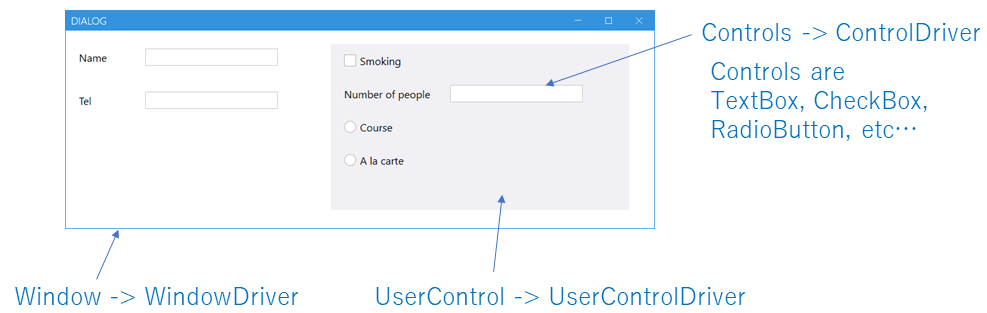 DIALOG
Name
Tel
Smoking
Number of people
Course
A la carte
Controls -> ControlDriver
Controls are
TextBox, CheckBox,
RadioButton, etc…
Window -> WindowDriver
UserControl -> UserControlDriver